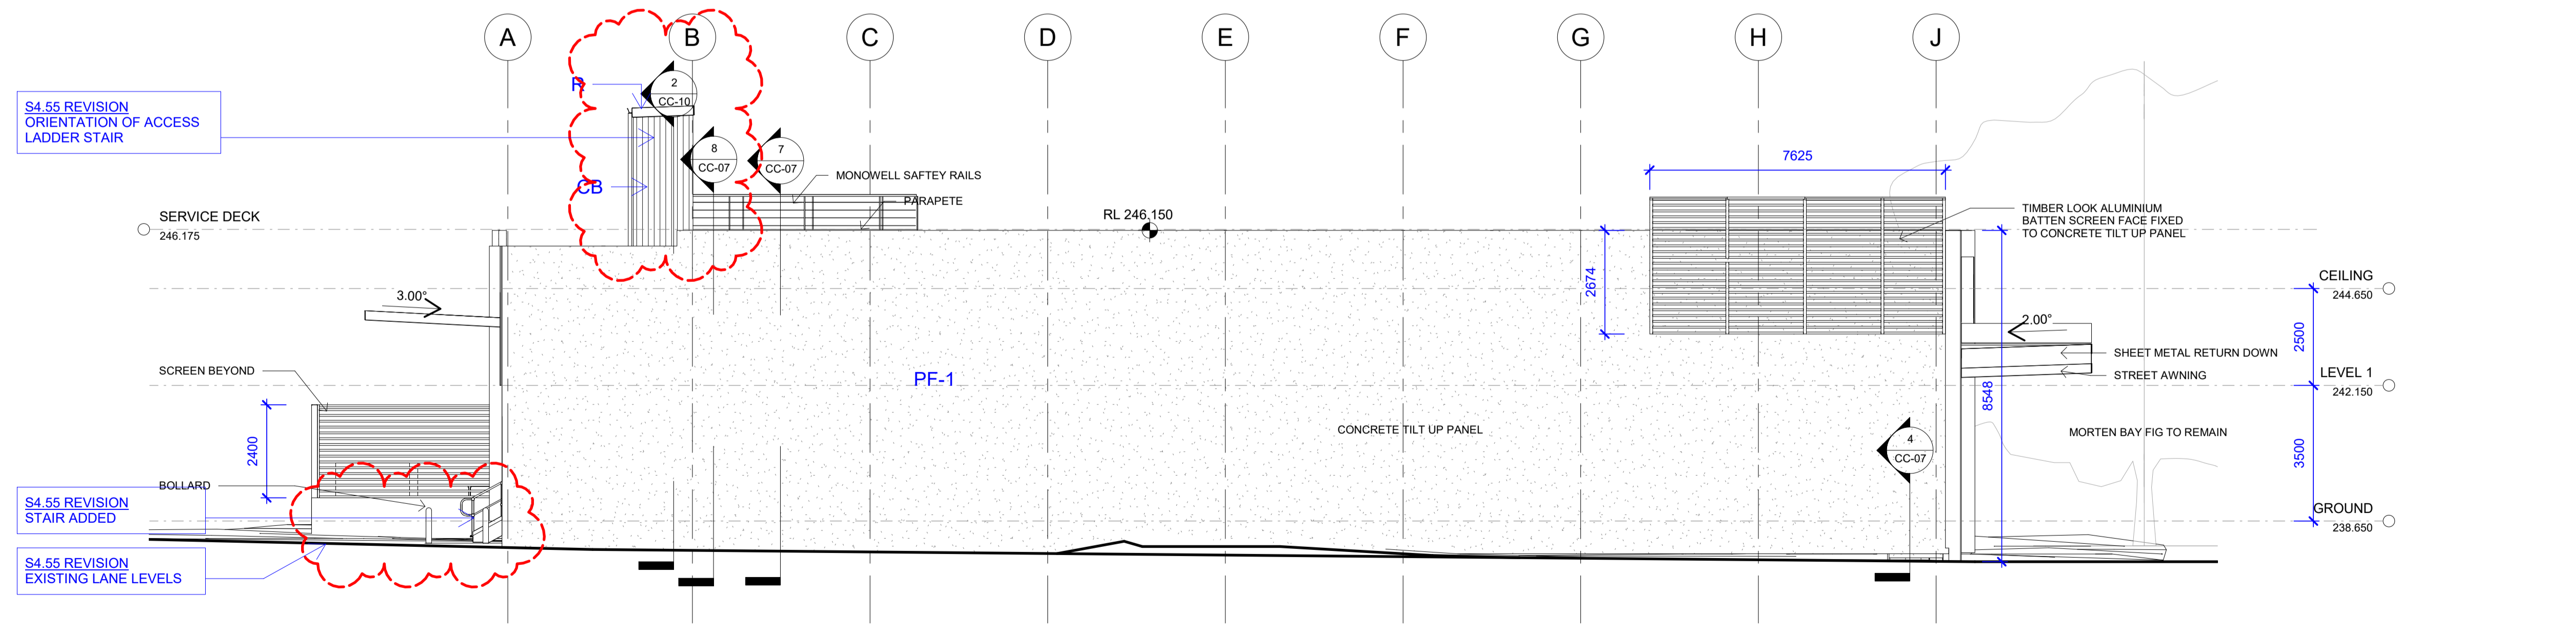 A
B
C
D
E
F
G
H
J
R
2
CC-10
S4.55 REVISION
ORIENTATION OF ACCESS
LADDER STAIR
8
CC-07
7
CC-07
7625
MONOWELL SAFTEY RAILS
CB
PARAPETE
SERVICE DECK
246.175
RL 246.150
TIMBER LOOK ALUMINIUM
BATTEN SCREEN FACE FIXED
TO CONCRETE TILT UP PANEL
2674
CEILING
244.650
3.00°
2.00°
2500
SHEET METAL RETURN DOWN
STREET AWNING
SCREEN BEYOND
PF-1
LEVEL 1
242.150
8548
2400
CONCRETE TILT UP PANEL
4
CC-07
MORTEN BAY FIG TO REMAIN
3500
BOLLARD
S4.55 REVISION
STAIR ADDED
GROUND
238.650
S4.55 REVISION
EXISTING LANE LEVELS